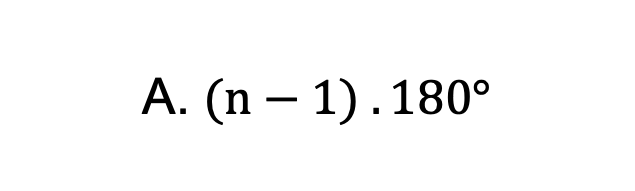 A. (n − 1) . 180°